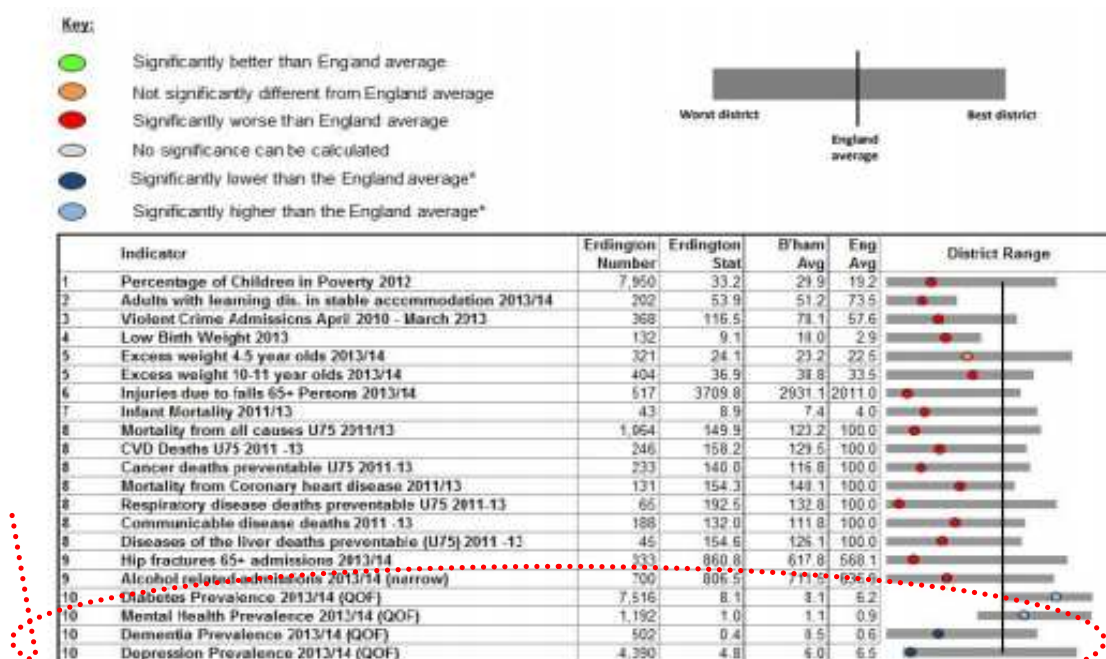 Key:
Significantly better than England average
Not significantly different from England average
Significantly worse than England average
No significance can be calculated
Significantly lower than the England average*
Significantly higher than the England average*
Worst district
Best district
England
average
Indicator Erdington Number Erdington Stat B'ham Avg Eng Avg District Range
1 Percentage of Children in Poverty 2012 7,950 33.2 29.9 19.2
2 Adults with learning dis. in stable accommodation 2013/14 202 53.9 51.2 73.5
3 Violent Crime Admissions April 2010 - March 2013 368 116.5 78.1 57.6
4 Low Birth Weight 2013 132 9.1 2.9
5 Excess weight 4-5 year olds 2013/14 321 24.1 23.2 22.5
5 Excess weight 10-11 year olds 2013/14 404 36.9 38.8 33.5
6 Injuries due to falls 65+ Persons 2013/14 517 3709.8 2931.1 2011.0
7 Infant Mortality 2011/13 43 8.9 7.4 4.0
8 Mortality from all causes U75 2011/13 1,064 149.9 123.2 100.0
8 CVD Deaths U75 2011 -13 246 158.2 129.5 100.0
8 Cancer deaths preventable U75 2011-13 233 140.0 116.8 100.0
8 Mortality from Coronary heart disease 2011/13 131 154.3 140.1 100.0
8 Respiratory disease deaths preventable U75 2011-13 65 192.5 132.8 100.0
8 Communicable disease deaths 2011 -13 188 132.0 111.8 100.0
8 Diseases of the liver deaths preventable (U75) 2011 -13 45 154.6 126.1 100.0
9 Hip fractures 65+ admissions 2013/14 333 860.8 617.8 568.1
9 Alcohol related admissions 2013/14 (narrow) 700 806.5
10 Diabetes Prevalence 2013/14 (QOF) 7,516 8.1 8.1 6.2
10 Mental Health Prevalence 2013/14 (QOF) 1,192 1.0 1.1 0.9
10 Dementia Prevalence 2013/14 (QOF) 502 0.4 0.5 0.6
10 Depression Prevalence 2013/14 (QOF) 4,390 4.8 6.0 6.5